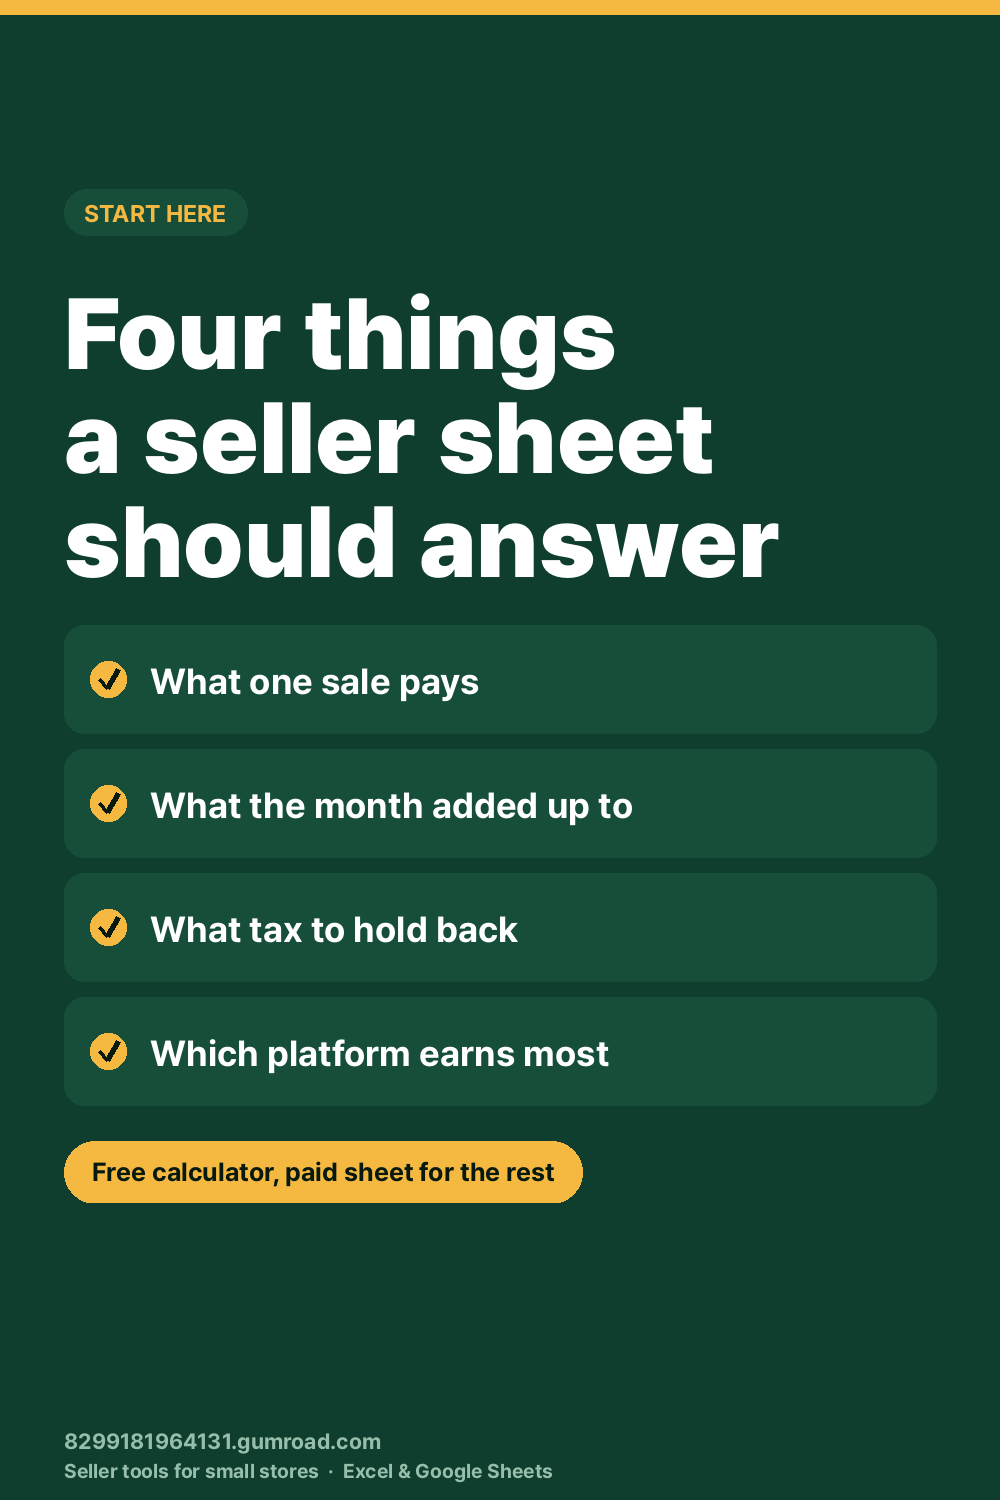 START HERE
Four things
a seller sheet
should answer
What one sale pays
What the month added up to
What tax to hold back
Which platform earns most
Free calculator, paid sheet for the rest
8299181964131.gumroad.com
Seller tools for small stores · Excel & Google Sheets